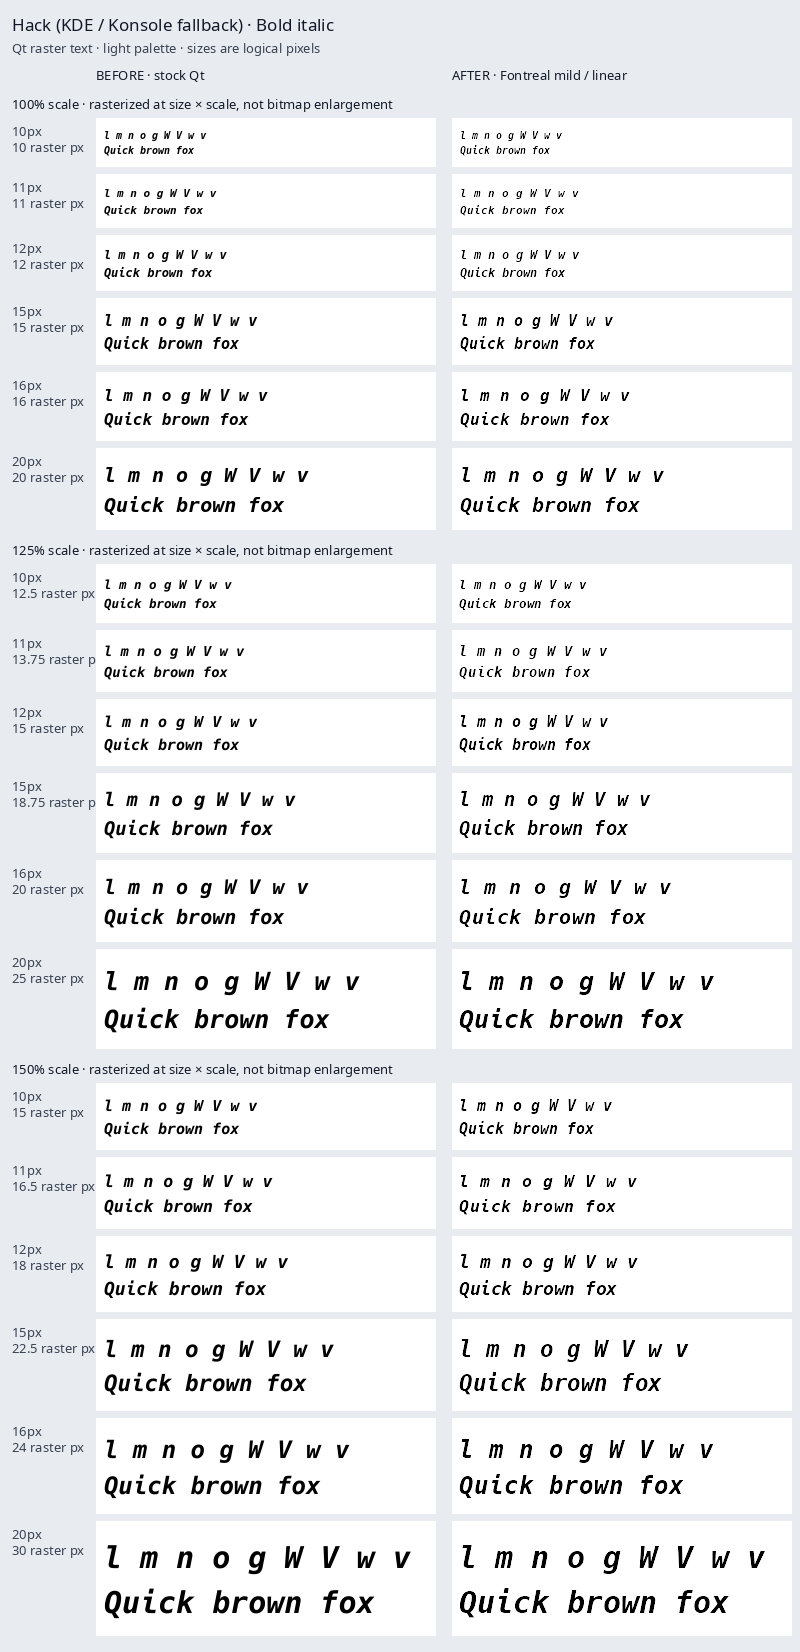 Hack (KDE / Konsole fallback) · Bold italic
Qt raster text · light palette · sizes are logical pixels
BEFORE · stock Qt AFTER · Fontreal mild / linear
100% scale · rasterized at size × scale, not bitmap enlargement
10px l m n o g W V w v l m n o g W V w v
10 raster px Quick brown fox Quick brown fox
11px l m n o g W V w v l m n o g W V w v
11 raster px Quick brown fox Quick brown fox
12px l m n o g W V w v l m n o g W V w v
12 raster px Quick brown fox Quick brown fox
15px l m n o g W V w v l m n o g W V w v
15 raster px Quick brown fox Quick brown fox
16px l m n o g W V w v l m n o g W V w v
16 raster px Quick brown fox Quick brown fox
20px l m n o g W V w v l m n o g W V w v
20 raster px Quick brown fox Quick brown fox
125% scale · rasterized at size × scale, not bitmap enlargement
10px l m n o g W V w v l m n o g W V w v
12.5 raster px Quick brown fox Quick brown fox
11px l m n o g W V w v l m n o g W V w v
13.75 raster p Quick brown fox Quick brown fox
12px l m n o g W V w v l m n o g W V w v
15 raster px Quick brown fox Quick brown fox
15px l m n o g W V w v l m n o g W V w v
18.75 raster p Quick brown fox Quick brown fox
16px l m n o g W V w v l m n o g W V w v
20 raster px Quick brown fox Quick brown fox
20px l m n o g W V w v l m n o g W V w v
25 raster px Quick brown fox Quick brown fox
150% scale · rasterized at size × scale, not bitmap enlargement
10px l m n o g W V w v l m n o g W V w v
15 raster px Quick brown fox Quick brown fox
11px l m n o g W V w v l m n o g W V w v
16.5 raster px Quick brown fox Quick brown fox
12px l m n o g W V w v l m n o g W V w v
18 raster px Quick brown fox Quick brown fox
15px l m n o g W V w v l m n o g W V w v
22.5 raster px Quick brown fox Quick brown fox
16px l m n o g W V w v l m n o g W V w v
24 raster px Quick brown fox Quick brown fox
20px l m n o g W V w v l m n o g W V w v
30 raster px Quick brown fox Quick brown fox